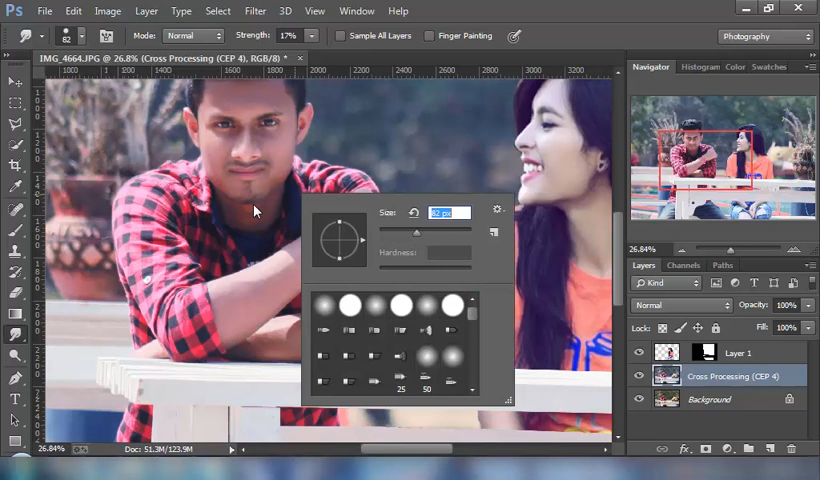 Ps File Edit Image Layer Type Select Filter 3D View Window Help
82 Mode: Normal Strength: 17% Sample All Layers Finger Painting Photography
IMG_4664.JPG @ 26.8% (Cross Processing (CEP 4), RGB/8) * ×
1000 1200 1400 1600 1800 2000 2200 2400 2600 2800 3000 3200
Navigator Histogram Color Swatches
Size: 82 px
Hardness:
25 50
26.84%
Layers Channels Paths
Kind
Normal Opacity: 100%
Lock: Fill: 100%
Layer 1
Cross Processing (CEP 4)
Background
26.84% Doc: 51.3M/123.9M
fx